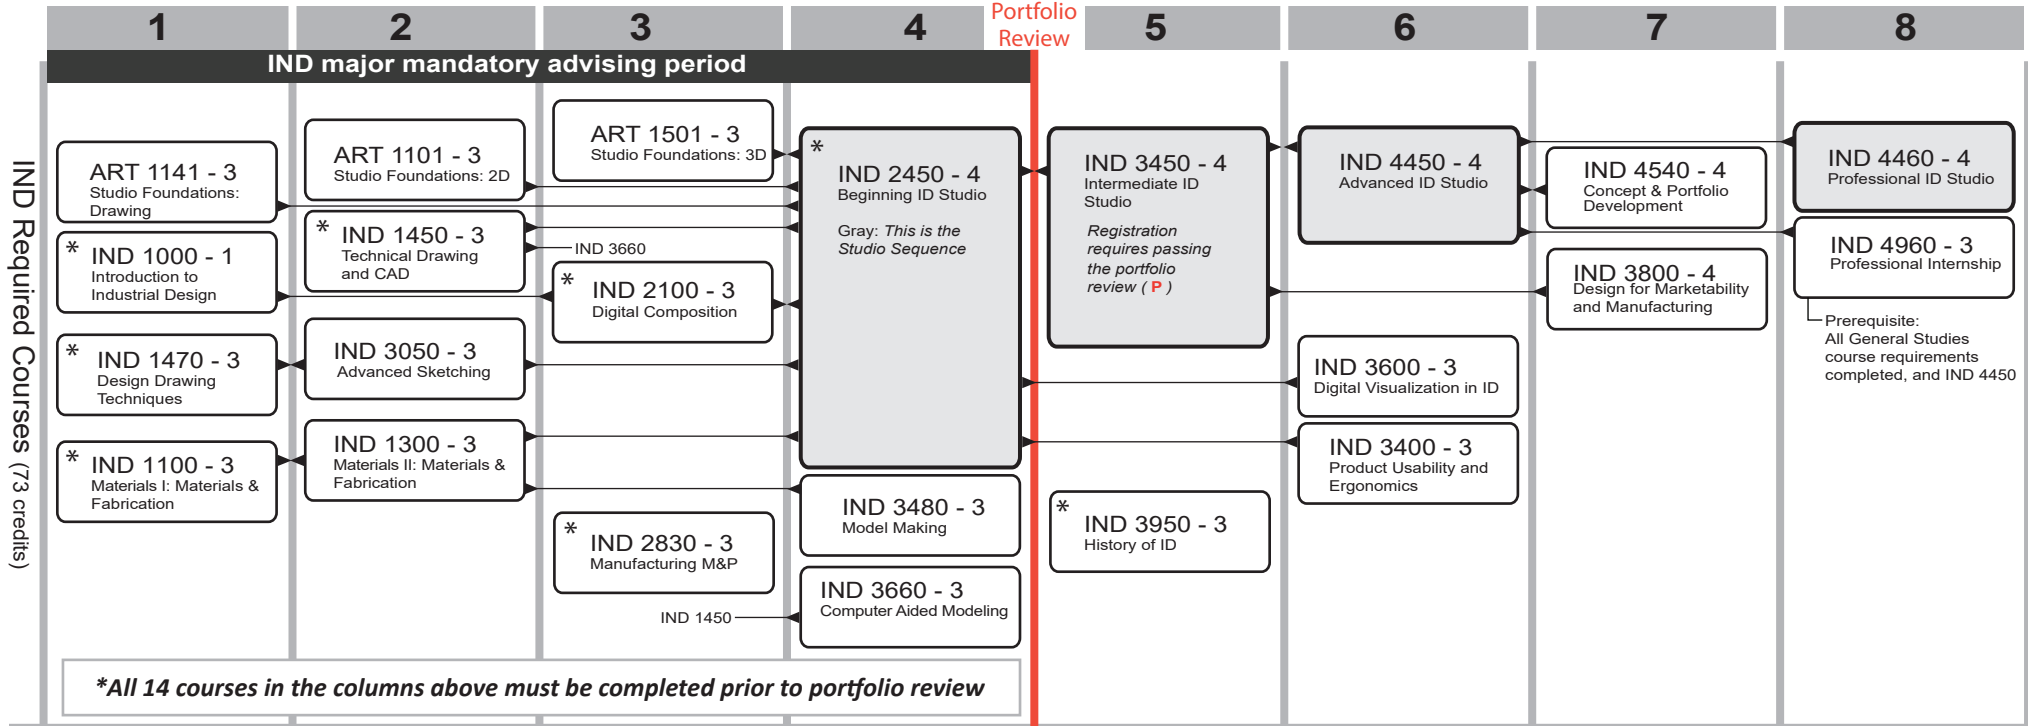 1
2
3
4
Portfolio
Review
5
6
7
8
IND major mandatory advising period
IND Required Courses (73 credits)
ART 1141 - 3
Studio Foundations:
Drawing
*
IND 1000 - 1
Introduction to
Industrial Design
*
IND 1470 - 3
Design Drawing
Techniques
*
IND 1100 - 3
Materials I: Materials &
Fabrication
ART 1101 - 3
Studio Foundations: 2D
*
IND 1450 - 3
Technical Drawing
and CAD
IND 3050 - 3
Advanced Sketching
IND 1300 - 3
Materials II: Materials &
Fabrication
ART 1501 - 3
Studio Foundations: 3D
IND 3660
*
IND 2100 - 3
Digital Composition
*
IND 2830 - 3
Manufacturing M&P
IND 1450
*
IND 2450 - 4
Beginning ID Studio
Gray: This is the
Studio Sequence
IND 3480 - 3
Model Making
IND 3660 - 3
Computer Aided Modeling
IND 3450 - 4
Intermediate ID
Studio
Registration
requires passing
the portfolio
review ( P )
*
IND 3950 - 3
History of ID
IND 4450 - 4
Advanced ID Studio
IND 3600 - 3
Digital Visualization in ID
IND 3400 - 3
Product Usability and
Ergonomics
IND 4540 - 4
Concept & Portfolio
Development
IND 3800 - 4
Design for Marketability
and Manufacturing
IND 4460 - 4
Professional ID Studio
IND 4960 - 3
Professional Internship
Prerequisite:
All General Studies
course requirements
completed, and IND 4450
*All 14 courses in the columns above must be completed prior to portfolio review